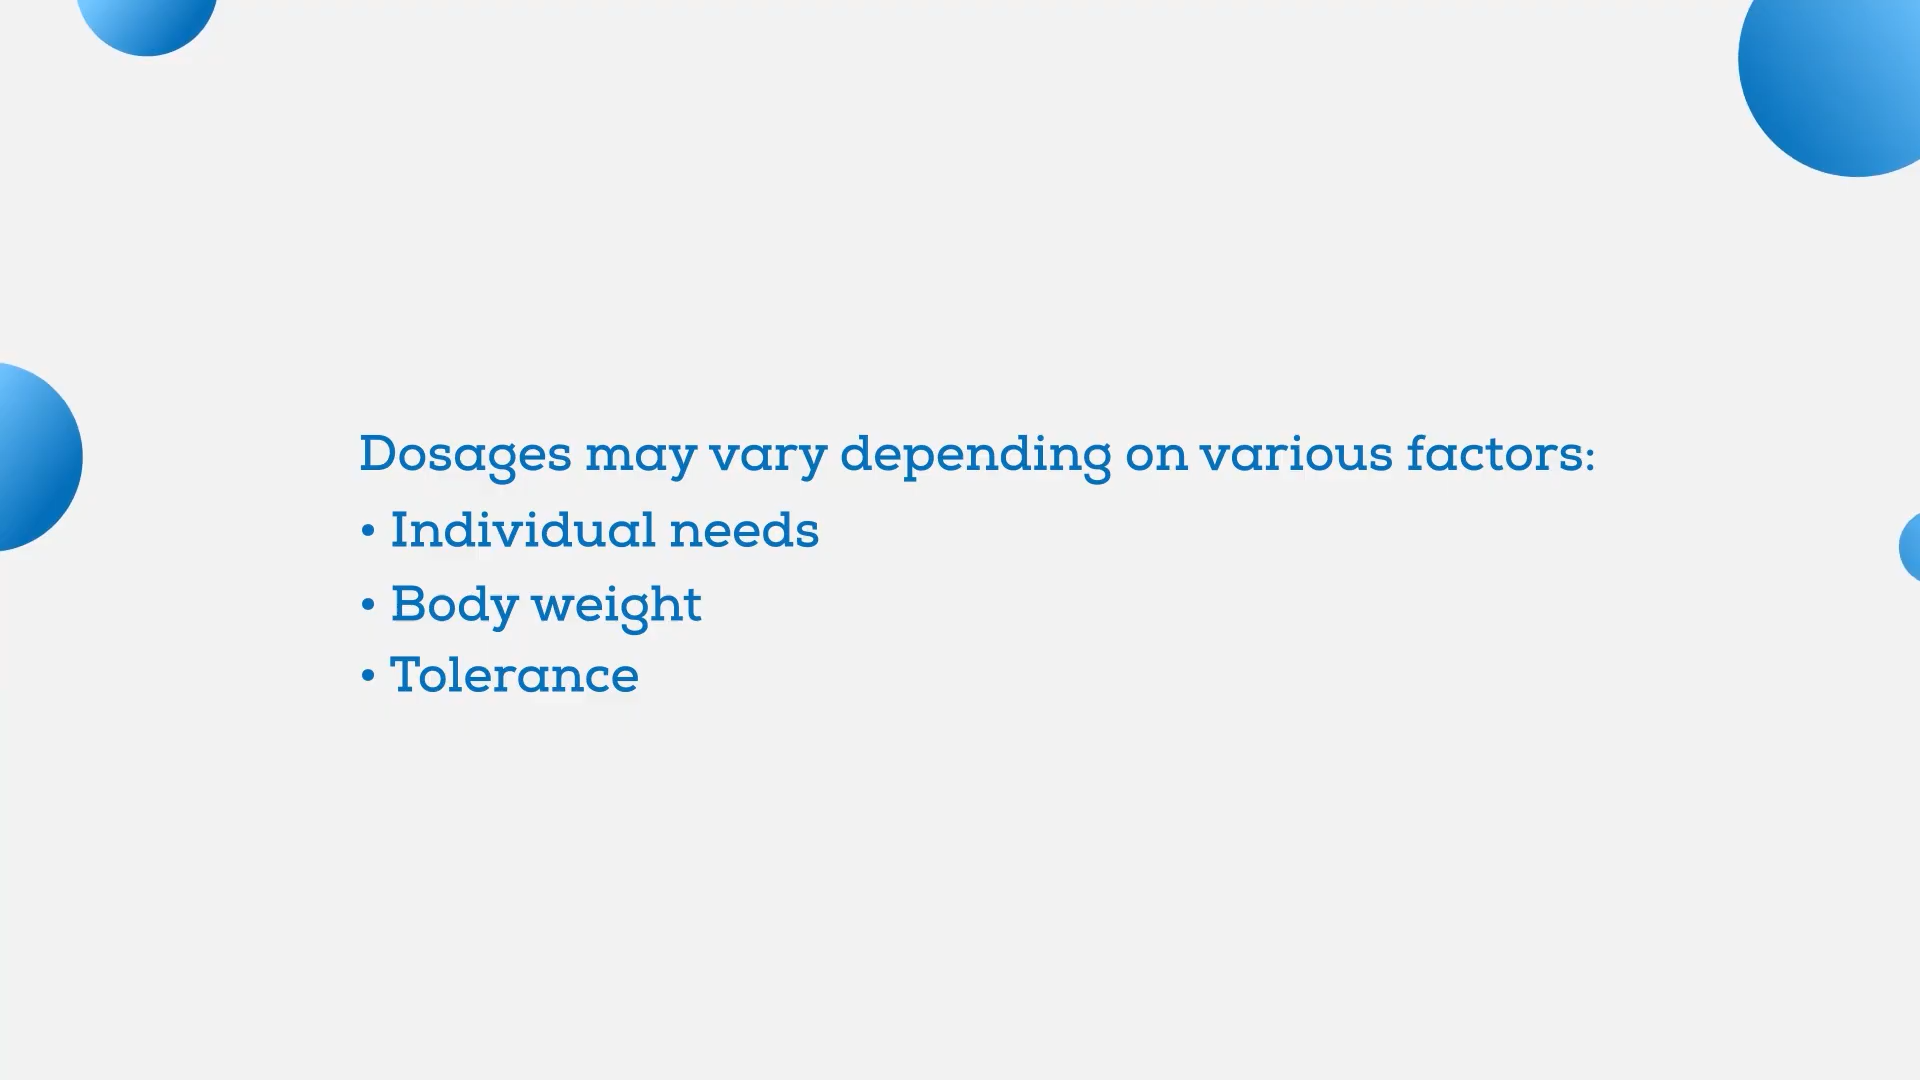 Dosages may vary depending on various factors:
• Individual needs
• Body weight
• Tolerance